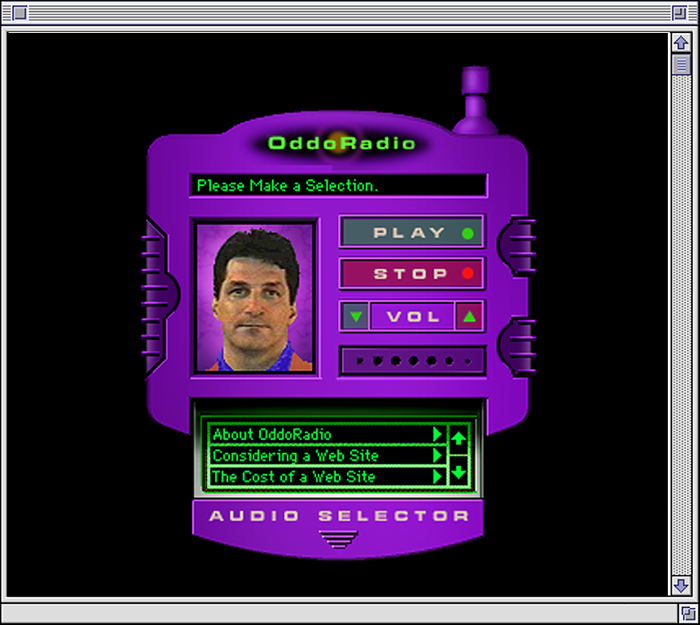 OddoRadio
Please Make a Selection.
PLAY
STOP
VOL
About OddoRadio
Considering a Web Site
The Cost of a Web Site
AUDIO SELECTOR